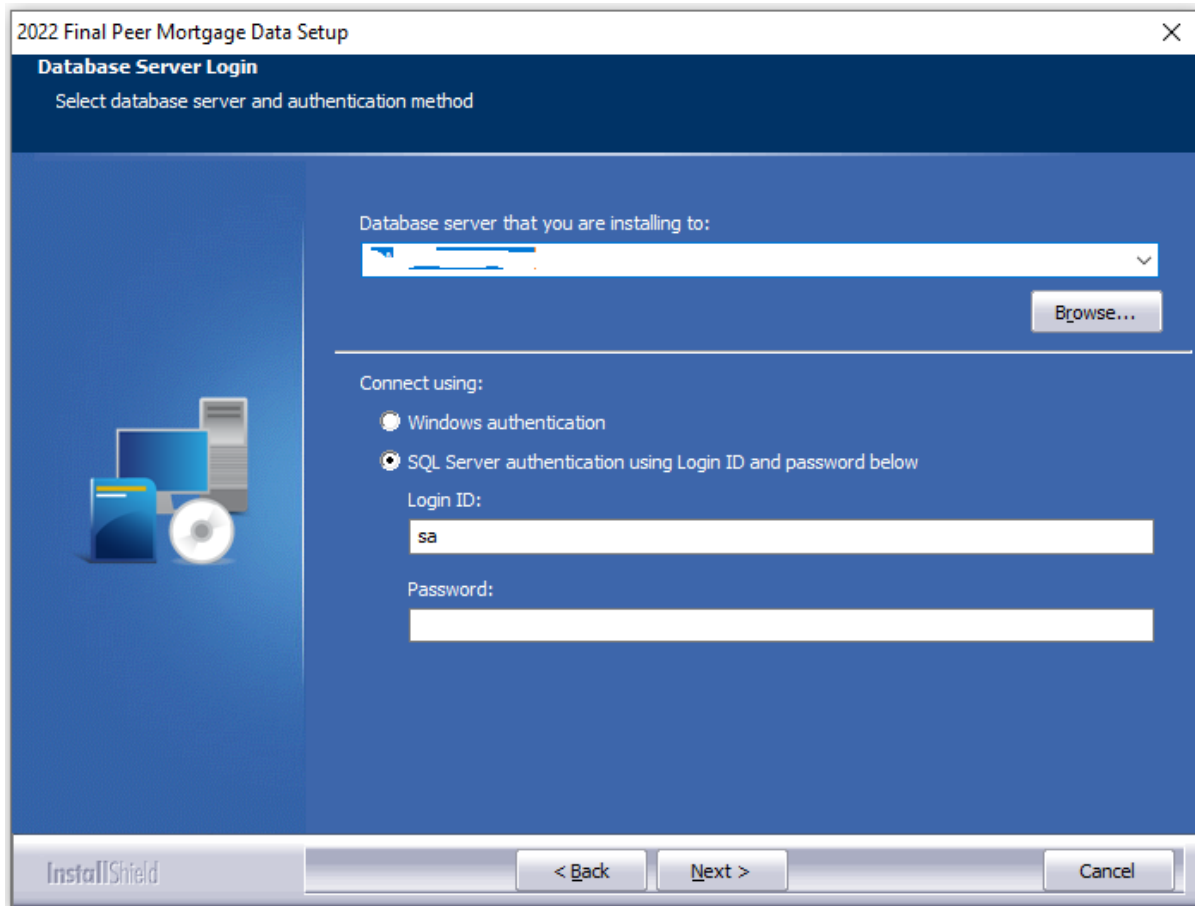 2022 Final Peer Mortgage Data Setup
Database Server Login
Select database server and authentication method
Database server that you are installing to:
Browse...
Connect using:
Windows authentication
SQL Server authentication using Login ID and password below
Login ID:
sa
Password:
InstallShield
< Back
Next >
Cancel